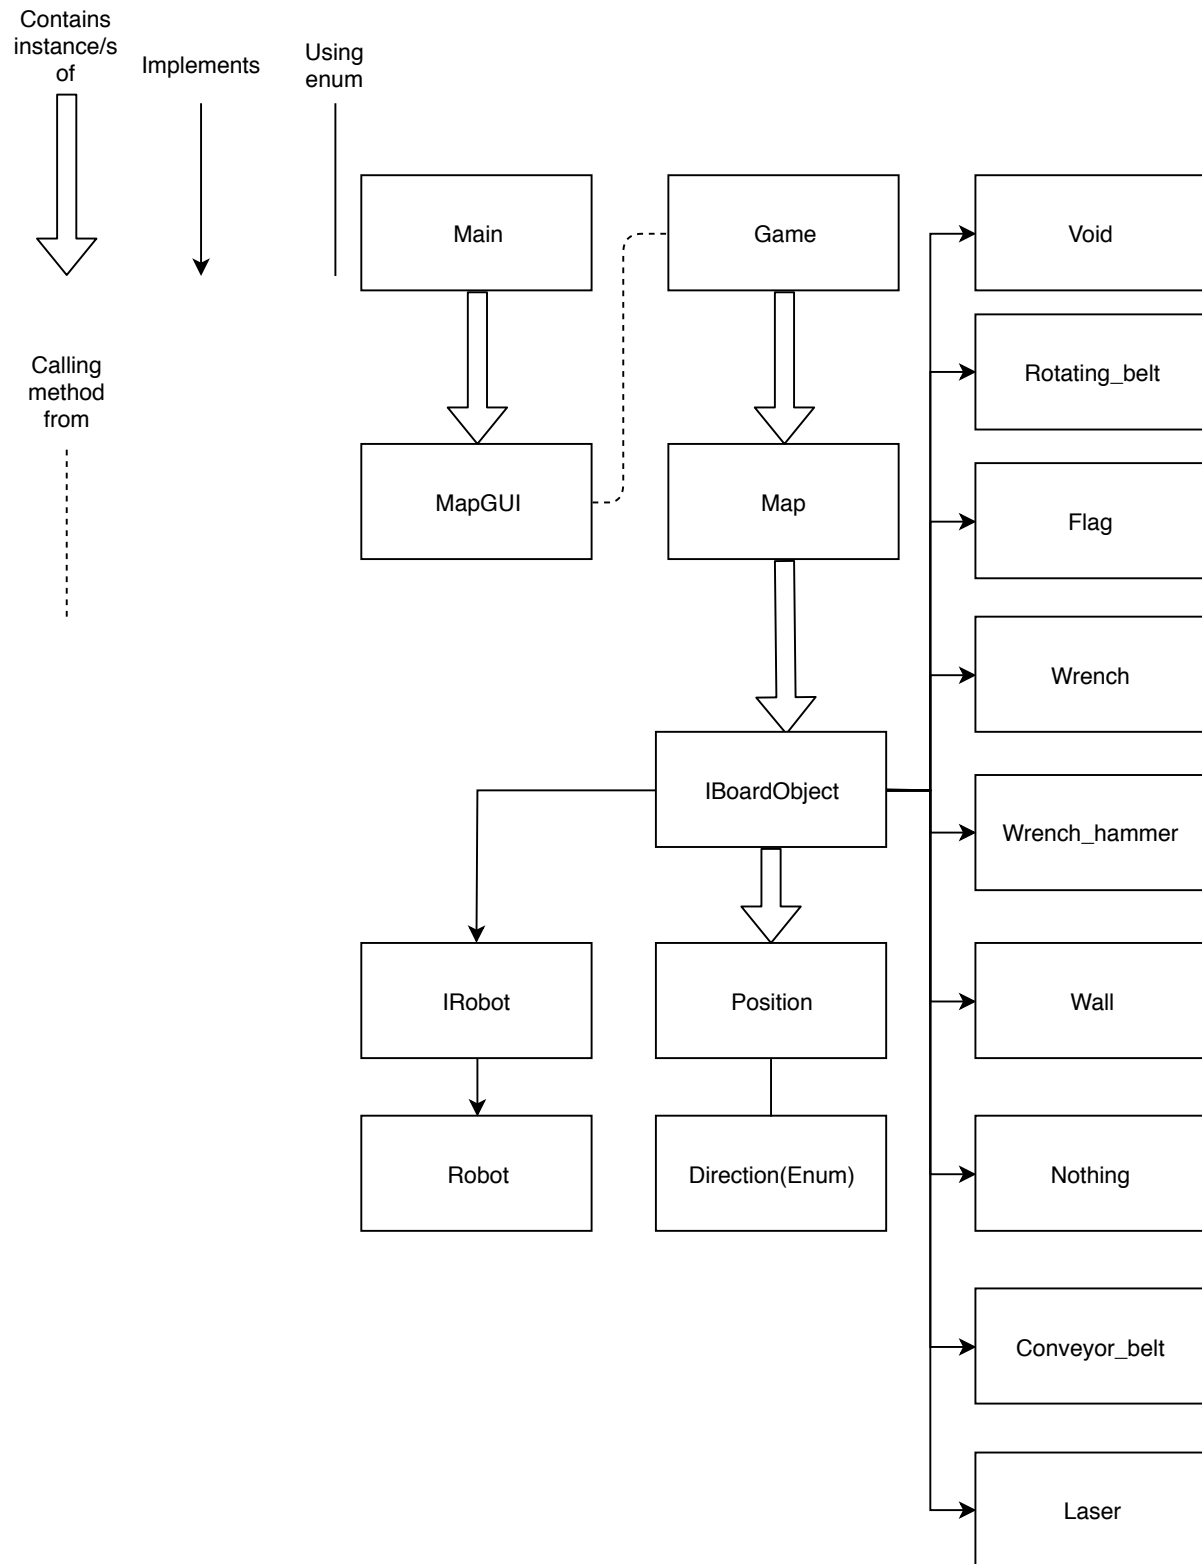 Contains
instance/s
of
Implements
Using
enum
Main
Game
Void
Rotating_belt
Calling
method
from
MapGUI
Map
Flag
Wrench
IBoardObject
Wrench_hammer
IRobot
Position
Wall
Robot
Direction(Enum)
Nothing
Conveyor_belt
Laser